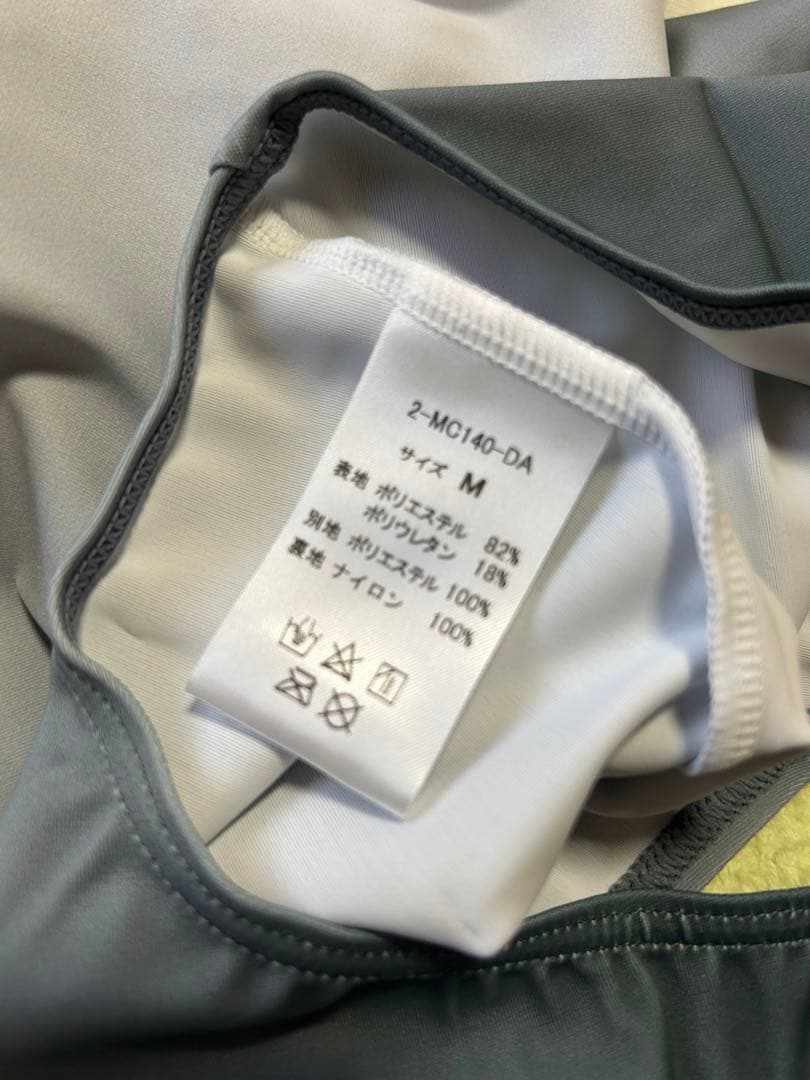 2-MC140-DA
サイズ M
表地 ポリエステル 82%
ポリウレタン 18%
別地 ポリエステル 100%
裏地 ナイロン 100%